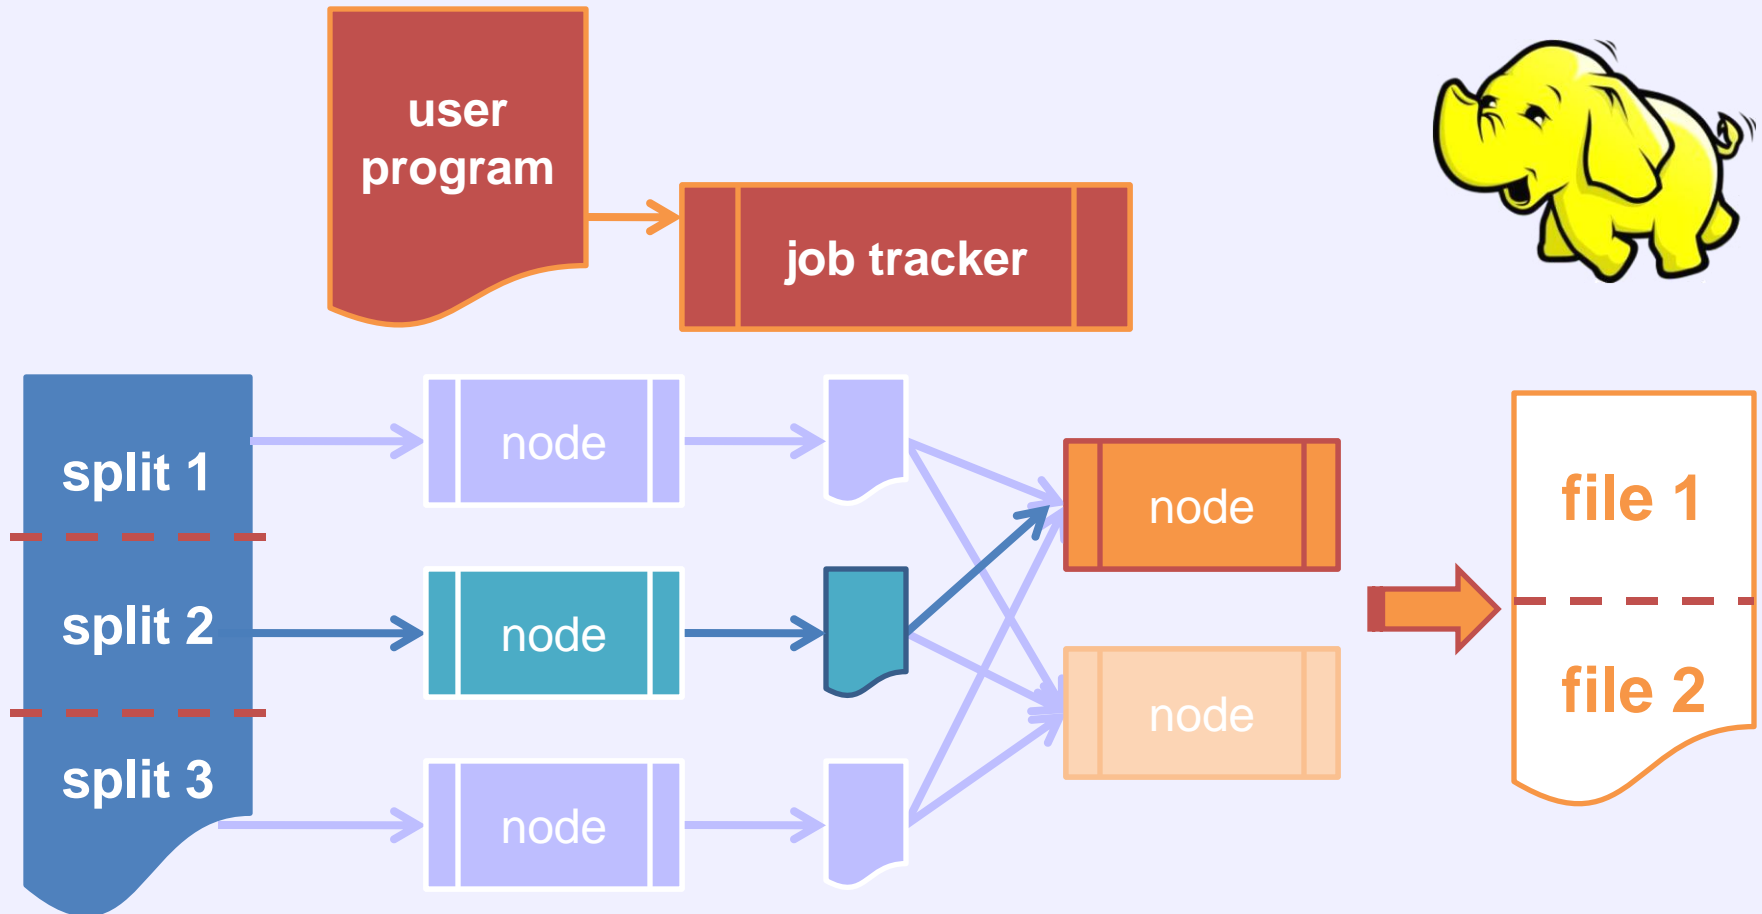 user
program
job tracker
split 1
node
node
file 1
split 2
node
node
file 2
split 3
node